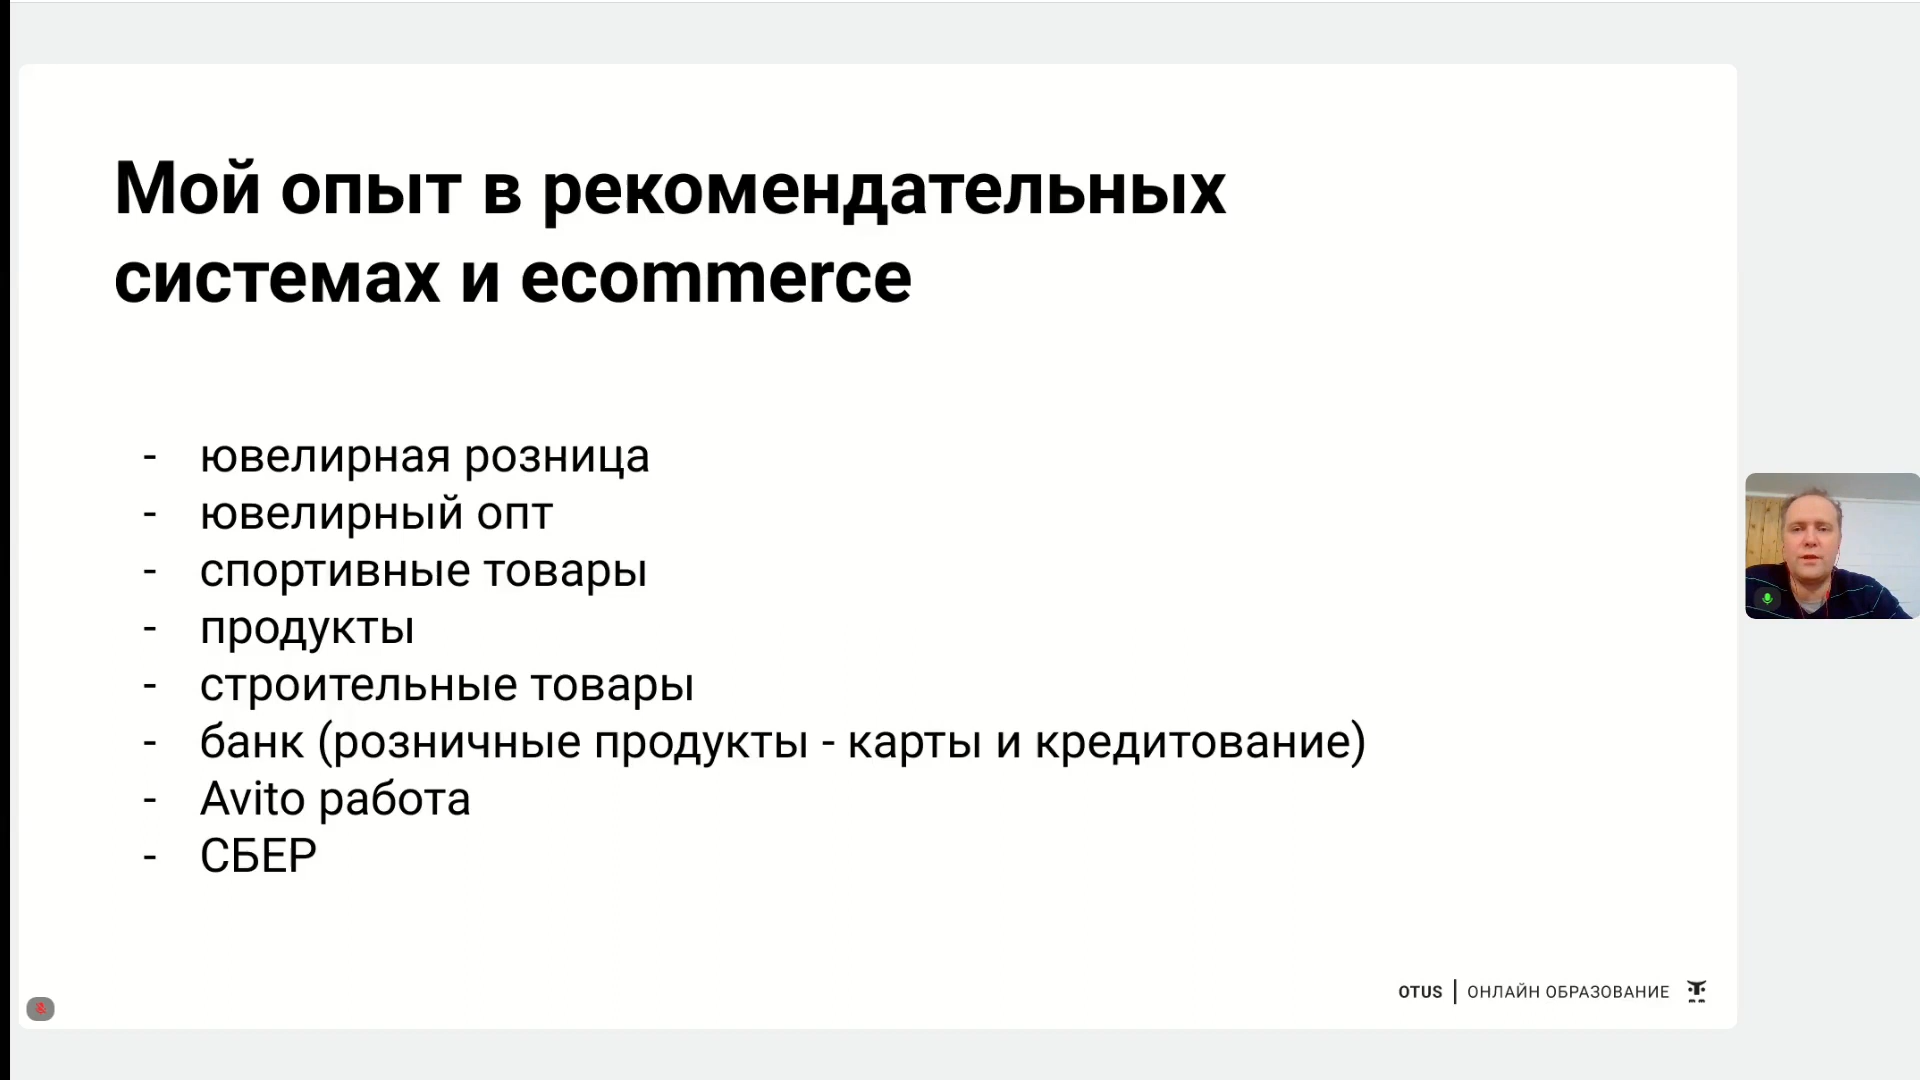 Мой опыт в рекомендательных
системах и ecommerce
- ювелирная розница
- ювелирный опт
- спортивные товары
- продукты
- строительные товары
- банк (розничные продукты - карты и кредитование)
- Avito работа
- СБЕР
OTUS | ОНЛАЙН ОБРАЗОВАНИЕ